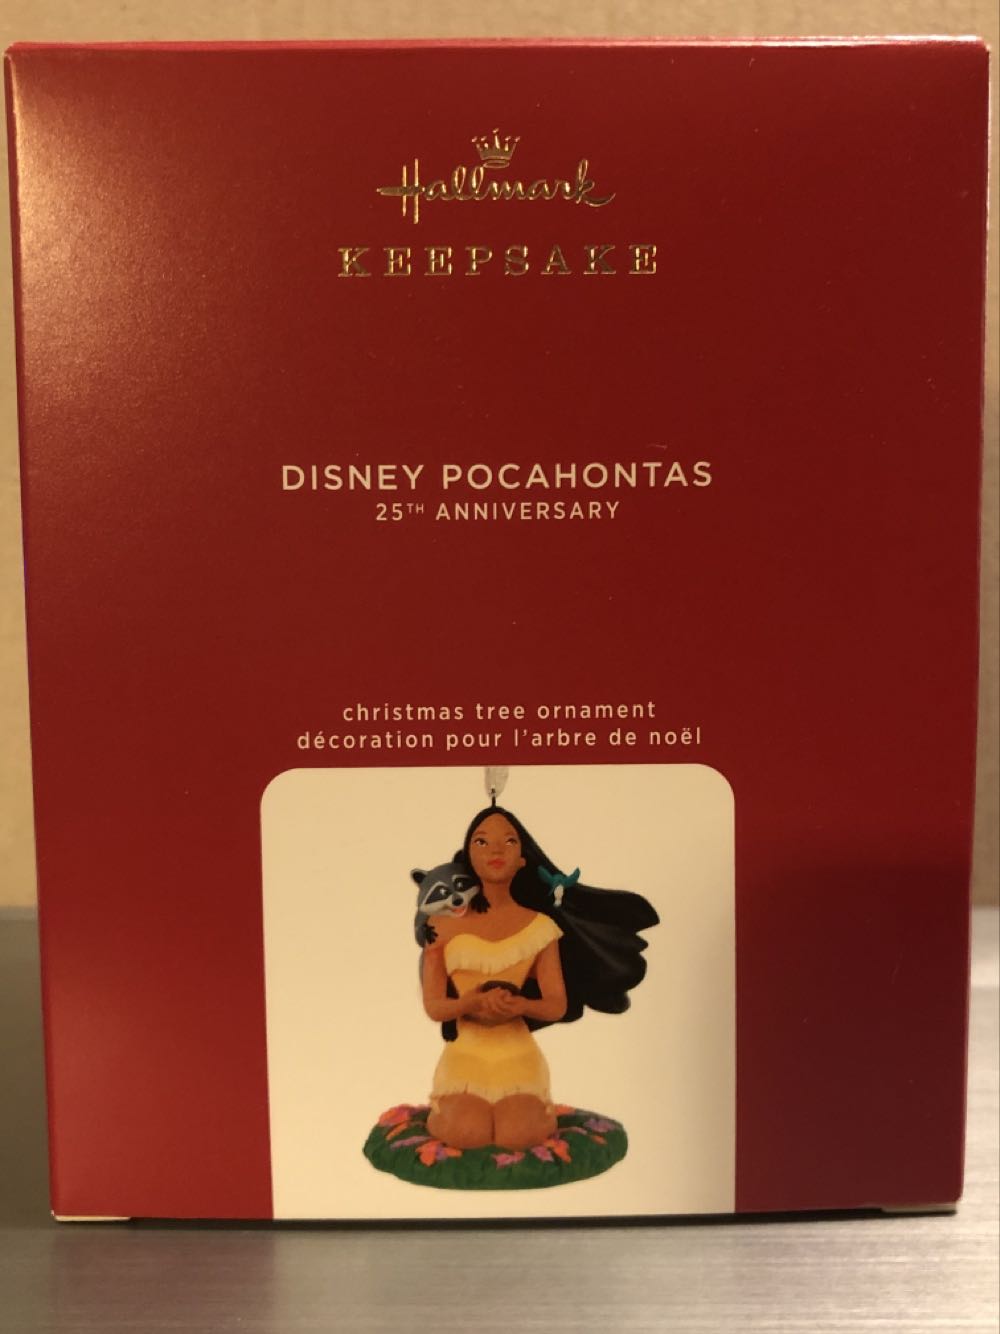 Hallmark
KEEPSAKE
DISNEY POCAHONTAS
25TH ANNIVERSARY
christmas tree ornament
décoration pour l'arbre de noël